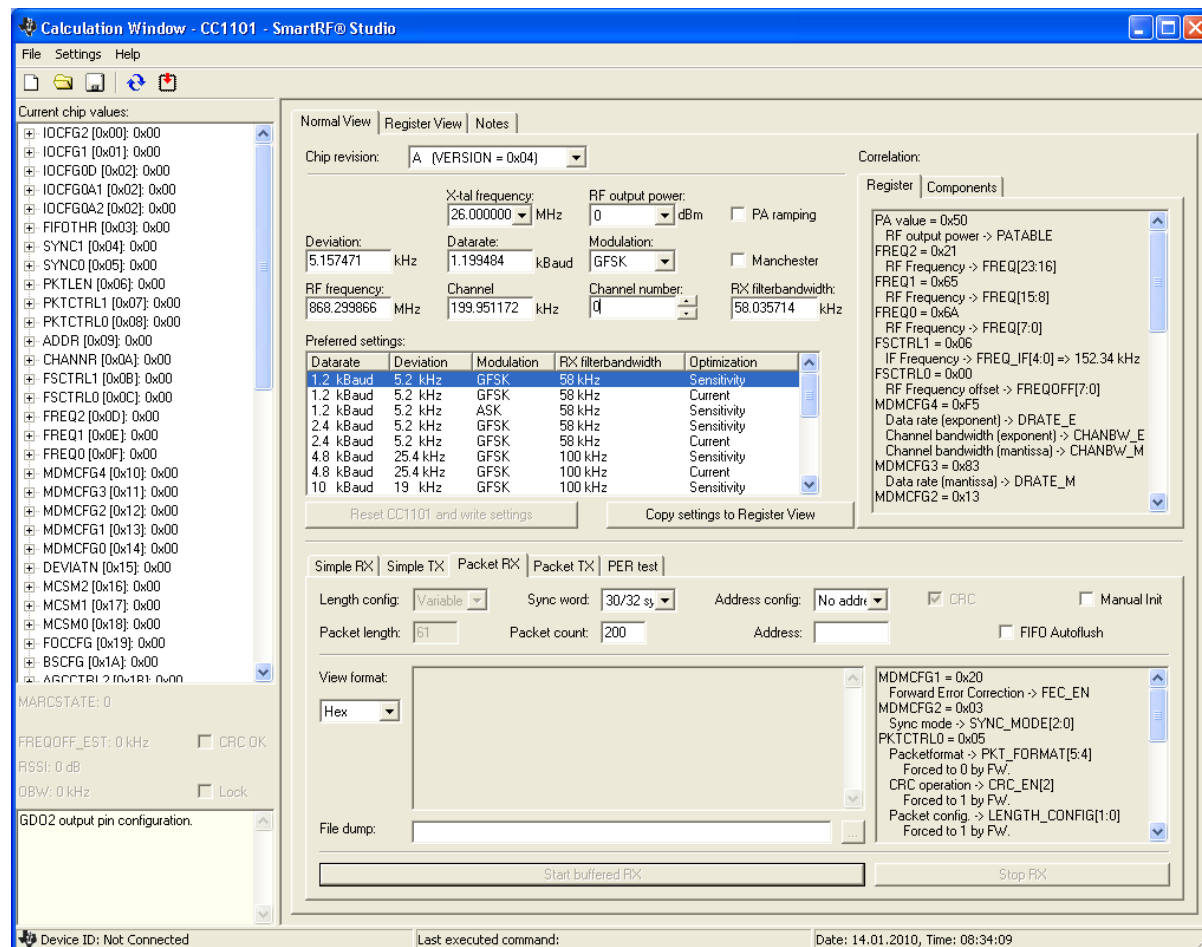 Calculation Window - CC1101 - SmartRF® Studio
File Settings Help
Current chip values:
IOCFG2 [0x00]: 0x00
IOCFG1 [0x01]: 0x00
IOCFG0D [0x02]: 0x00
IOCFG0A1 [0x02]: 0x00
IOCFG0A2 [0x02]: 0x00
FIFOTHR [0x03]: 0x00
SYNC1 [0x04]: 0x00
SYNC0 [0x05]: 0x00
PKTLEN [0x06]: 0x00
PKTCTRL1 [0x07]: 0x00
PKTCTRL0 [0x08]: 0x00
ADDR [0x09]: 0x00
CHANNR [0x0A]: 0x00
FSCTRL1 [0x0B]: 0x00
FSCTRL0 [0x0C]: 0x00
FREQ2 [0x0D]: 0x00
FREQ1 [0x0E]: 0x00
FREQ0 [0x0F]: 0x00
MDMCFG4 [0x10]: 0x00
MDMCFG3 [0x11]: 0x00
MDMCFG2 [0x12]: 0x00
MDMCFG1 [0x13]: 0x00
MDMCFG0 [0x14]: 0x00
DEVIATN [0x15]: 0x00
MCSM2 [0x16]: 0x00
MCSM1 [0x17]: 0x00
MCSM0 [0x18]: 0x00
FOCCFG [0x19]: 0x00
BSCFG [0x1A]: 0x00
AGCCTRL2 [0x1B]: 0x00
MARCSTATE: 0
FREQOFF_EST: 0 kHz CRC OK
RSSI: 0 dB
OBW: 0 kHz Lock
GDO2 output pin configuration.
Normal View Register View Notes
Chip revision: A (VERSION = 0x04)
X-tal frequency: RF output power:
26.000000 MHz 0 dBm PA ramping
Deviation: Datarate: Modulation:
5.157471 kHz 1.199484 kBaud GFSK Manchester
RF frequency: Channel Channel number: RX filterbandwidth:
868.299866 MHz 199.951172 kHz 0 58.035714 kHz
Preferred settings:
Datarate Deviation Modulation RX filterbandwidth Optimization
1.2 kBaud 5.2 kHz GFSK 58 kHz Sensitivity
1.2 kBaud 5.2 kHz GFSK 58 kHz Current
1.2 kBaud 5.2 kHz ASK 58 kHz Sensitivity
2.4 kBaud 5.2 kHz GFSK 58 kHz Sensitivity
2.4 kBaud 5.2 kHz GFSK 58 kHz Current
4.8 kBaud 25.4 kHz GFSK 100 kHz Sensitivity
4.8 kBaud 25.4 kHz GFSK 100 kHz Current
10 kBaud 19 kHz GFSK 100 kHz Sensitivity
Reset CC1101 and write settings Copy settings to Register View
Correlation:
Register Components
PA value = 0x50
RF output power -> PATABLE
FREQ2 = 0x21
RF Frequency -> FREQ[23:16]
FREQ1 = 0x65
RF Frequency -> FREQ[15:8]
FREQ0 = 0x6A
RF Frequency -> FREQ[7:0]
FSCTRL1 = 0x06
IF Frequency -> FREQ_IF[4:0] => 152.34 kHz
FSCTRL0 = 0x00
RF Frequency offset -> FREQOFF[7:0]
MDMCFG4 = 0xF5
Data rate (exponent) -> DRATE_E
Channel bandwidth (exponent) -> CHANBW_E
Channel bandwidth (mantissa) -> CHANBW_M
MDMCFG3 = 0x83
Data rate (mantissa) -> DRATE_M
MDMCFG2 = 0x13
Simple RX Simple TX Packet RX Packet TX PER test
Length config: Variable Sync word: 30/32 sy Address config: No addre CRC Manual Init
Packet length: 61 Packet count: 200 Address: FIFO Autoflush
View format:
Hex
File dump: ...
MDMCFG1 = 0x20
Forward Error Correction -> FEC_EN
MDMCFG2 = 0x03
Sync mode -> SYNC_MODE[2:0]
PKTCTRL0 = 0x05
Packetformat -> PKT_FORMAT[5:4]
Forced to 0 by FW.
CRC operation -> CRC_EN[2]
Forced to 1 by FW.
Packet config. -> LENGTH_CONFIG[1:0]
Forced to 1 by FW.
Start buffered RX Stop RX
Device ID: Not Connected Last executed command: Date: 14.01.2010, Time: 08:34:09